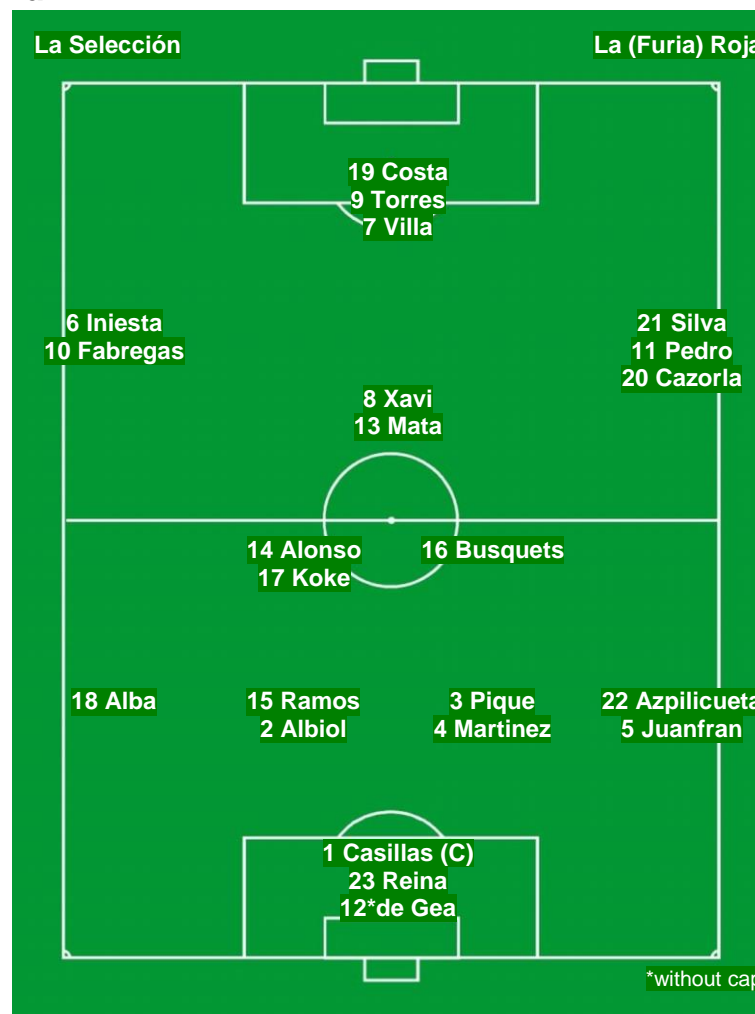 La Selección
La (Furia) Roja
19 Costa
9 Torres
7 Villa
6 Iniesta
10 Fabregas
21 Silva
11 Pedro
20 Cazorla
8 Xavi
13 Mata
14 Alonso
17 Koke
16 Busquets
18 Alba
15 Ramos
2 Albiol
3 Pique
4 Martinez
22 Azpilicueta
5 Juanfran
1 Casillas (C)
23 Reina
12*de Gea
*without cap